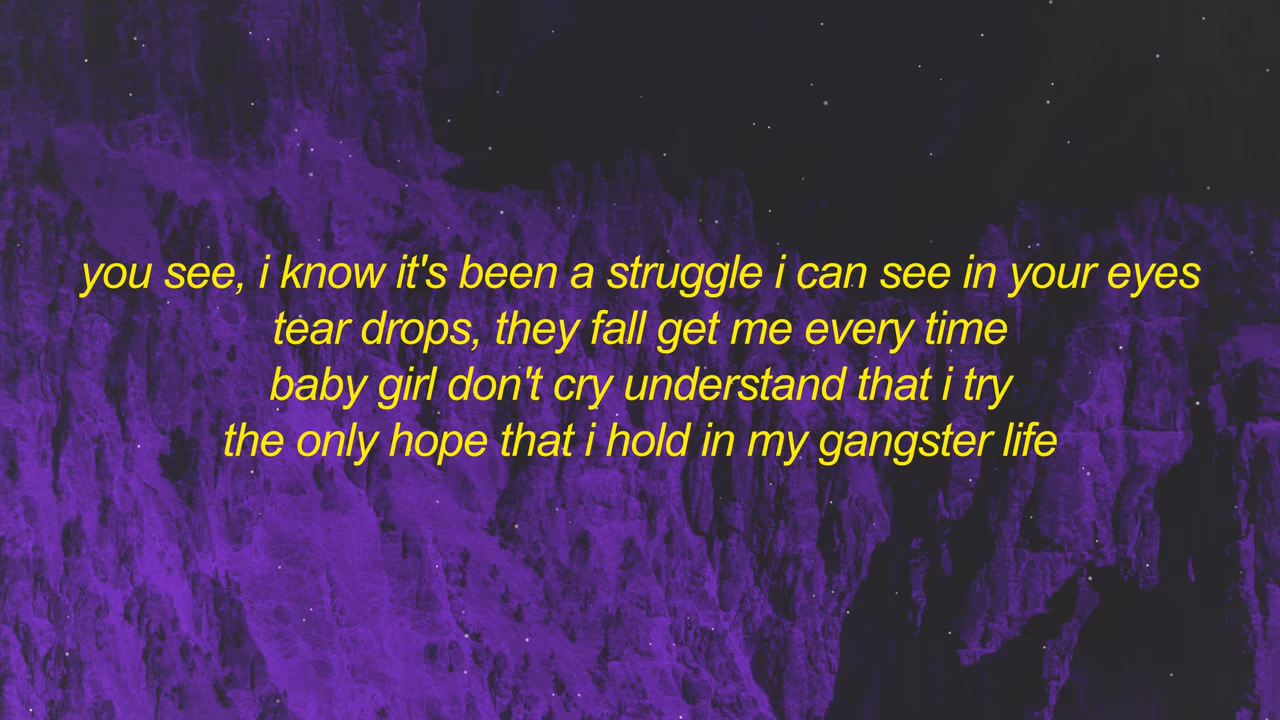 you see, i know it's been a struggle i can see in your eyes
tear drops, they fall get me every time
baby girl don't cry understand that i try
the only hope that i hold in my gangster life